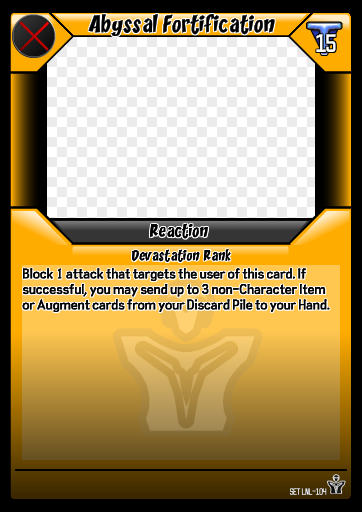 Abyssal Fortification
15
Reaction
Devastation Rank
Block 1 attack that targets the user of this card. If
successful, you may send up to 3 non-Character Item
or Augment cards from your Discard Pile to your Hand.
SET LNL-104